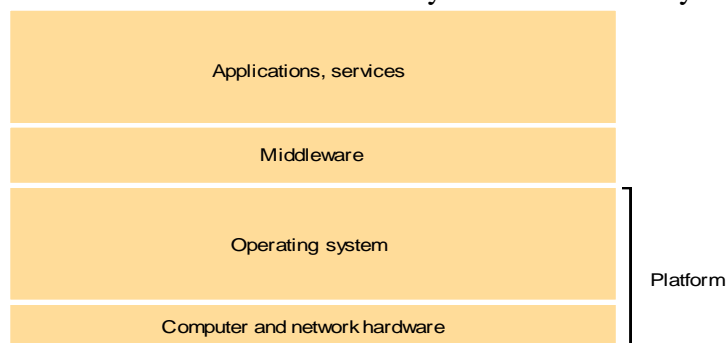 Applications, services
Middleware
Operating system
Platform
Computer and network hardware